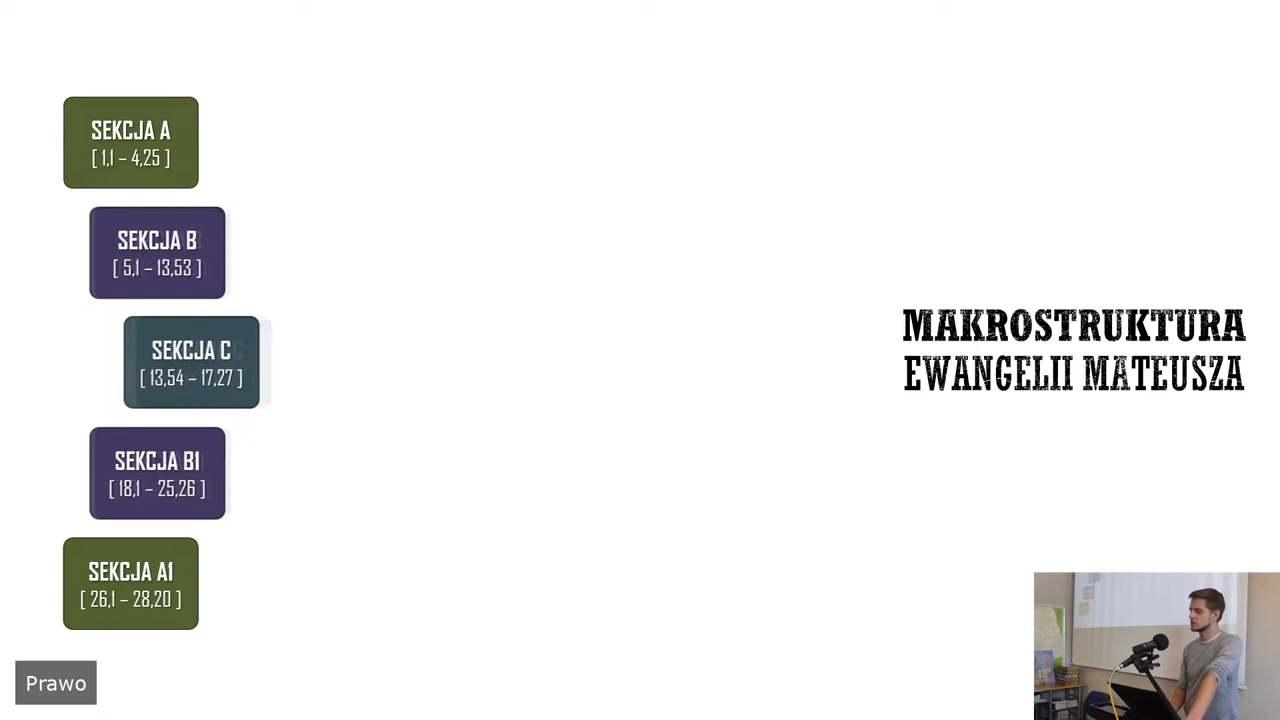 SEKCJA A
[ 1,1 – 4,25 ]
SEKCJA B
[ 5,1 – 13,53 ]
SEKCJA C
[ 13,54 – 17,27 ]
SEKCJA B1
[ 18,1 – 25,26 ]
SEKCJA A1
[ 26,1 – 28,20 ]
MAKROSTRUKTURA
EWANGELII MATEUSZA
Prawo